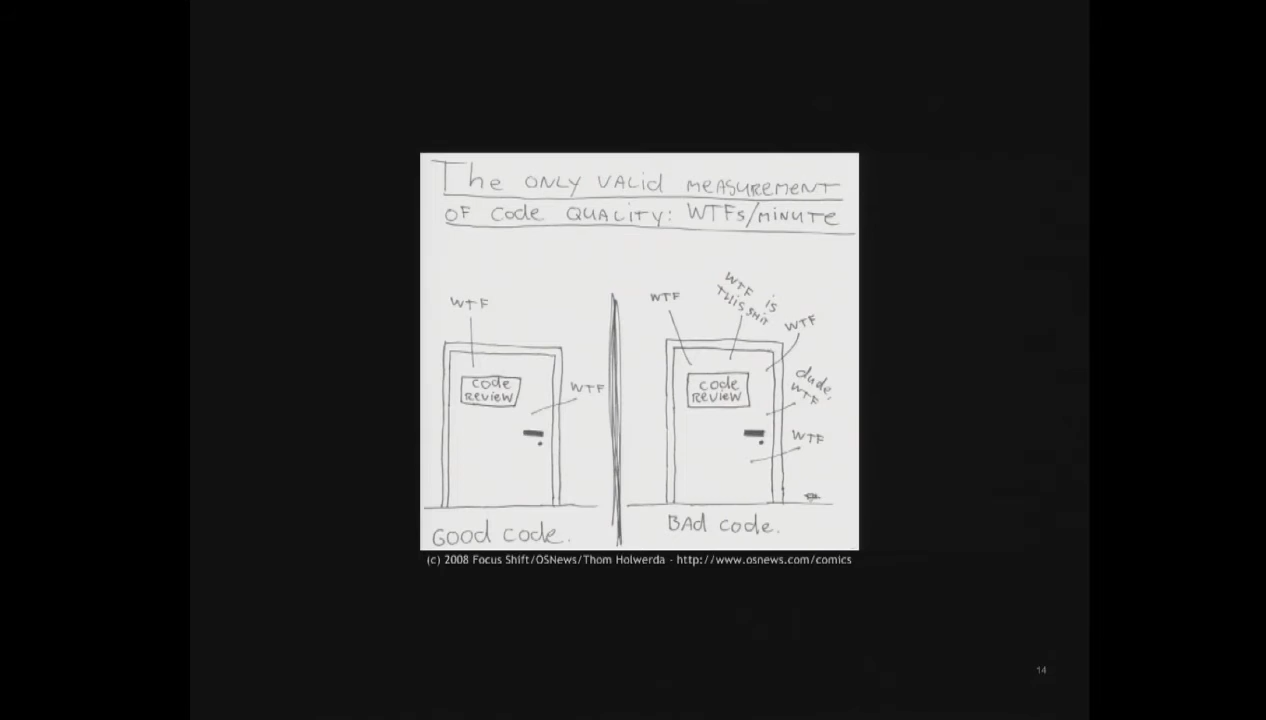 The ONLY VALID MEASUREMENT
OF CODE QUALITY: WTFs/MINUTE
WTF
code
REVIEW
WTF
GOOD CODE.
WTF
WTF is
THIS SHIT
WTF
dude,
WTF
code
REVIEW
WTF
BAd code.
(c) 2008 Focus Shift/OSNews/Thom Holwerda - http://www.osnews.com/comics
14